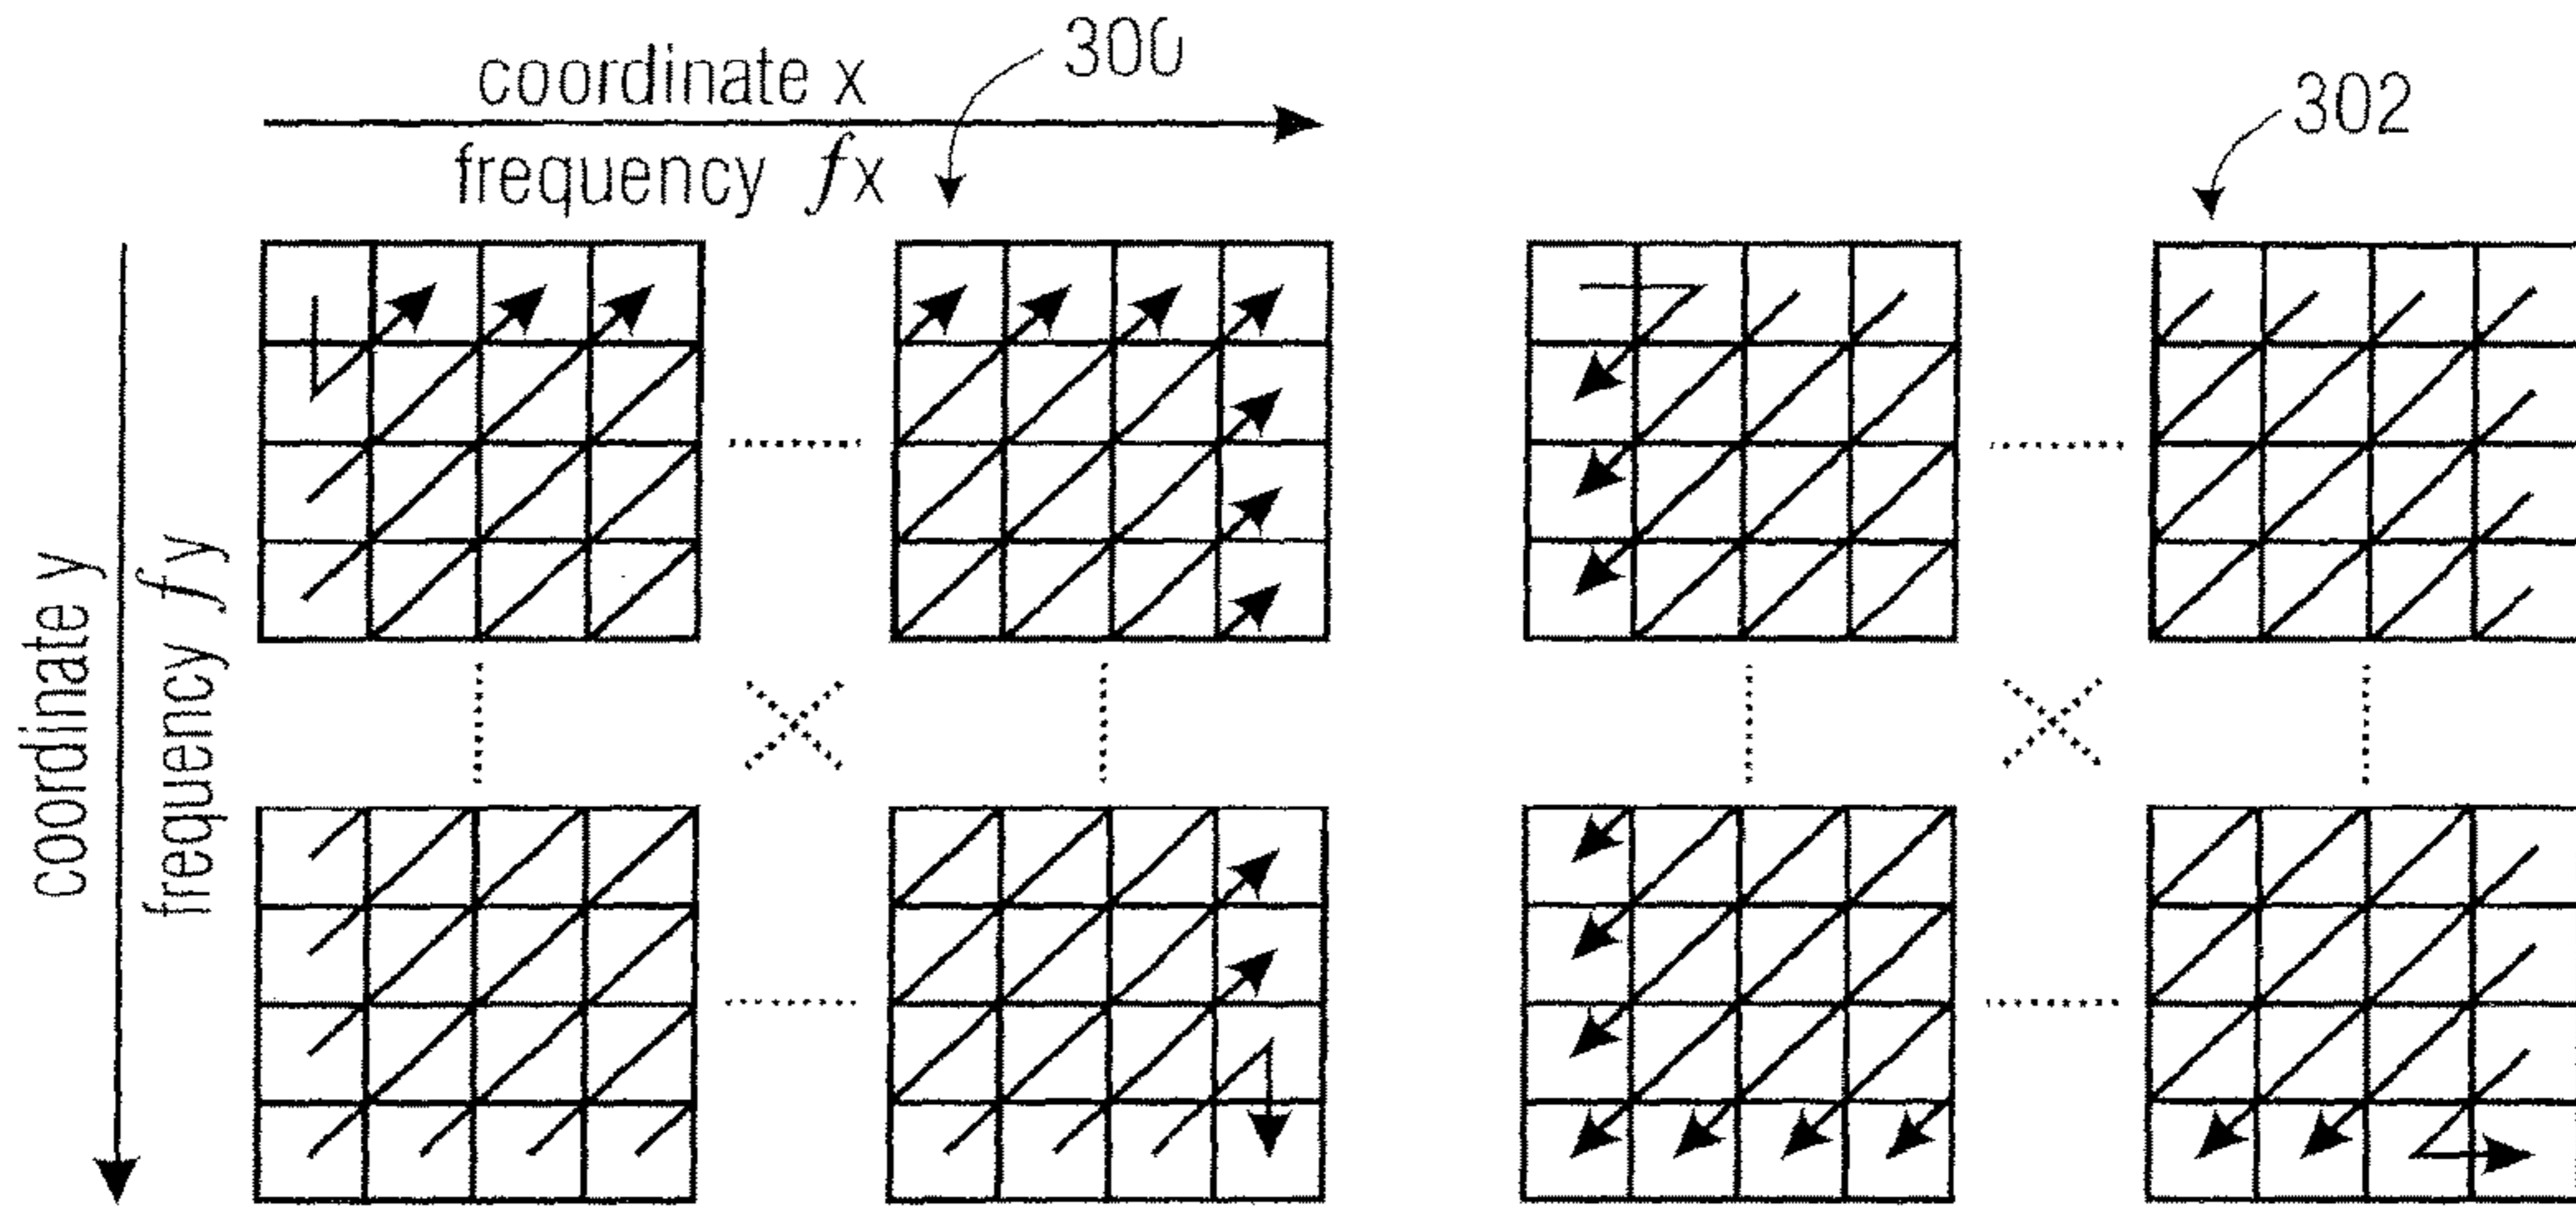 coordinate x
300
frequency fx
302
coordinate y
frequency fy